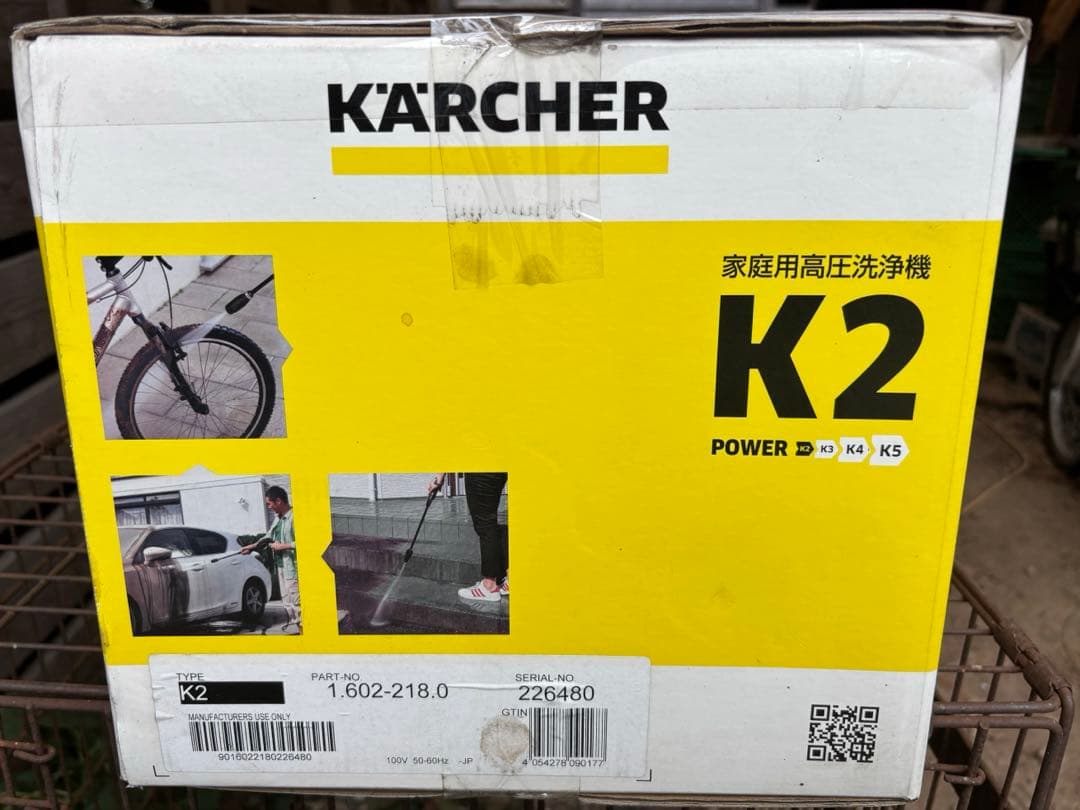 KÄRCHER
家庭用高圧洗浄機
K2
POWER K2 K3 K4 K5
TYPE
K2
PART-NO.
1.602-218.0
SERIAL-NO.
226480
MANUFACTURERS USE ONLY
9016022180226480
GTIN
100V 50-60Hz -JP
4 054278 090177